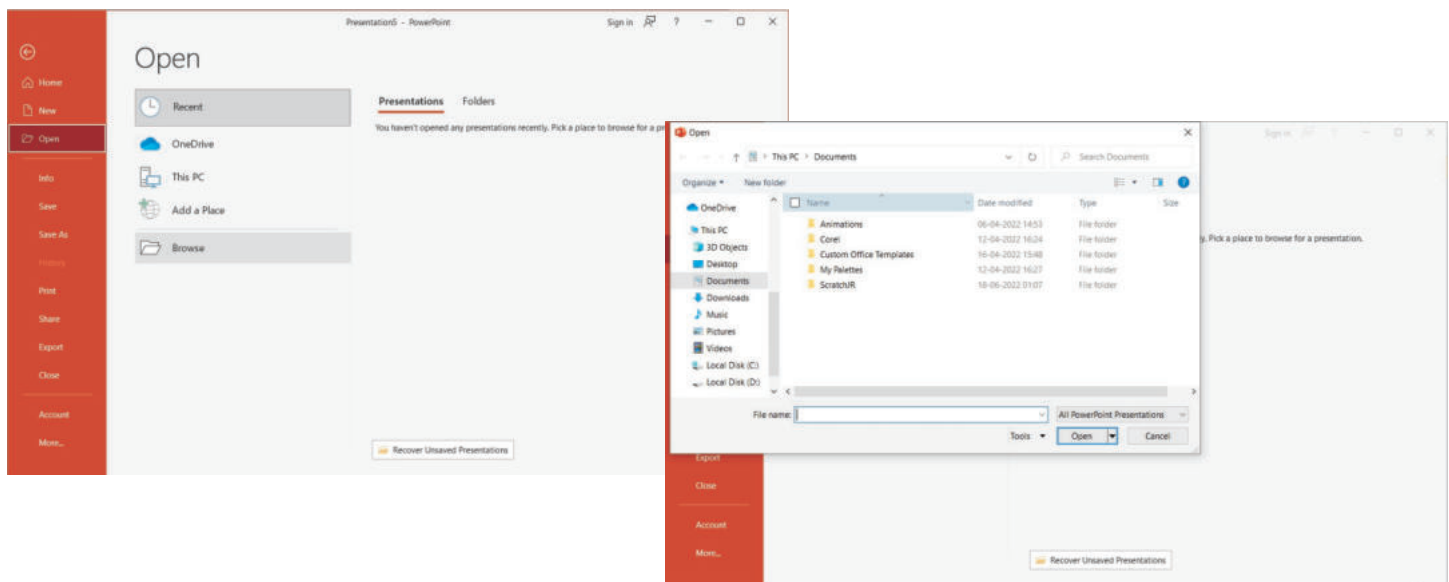 Presentation5 - PowerPoint
Sign in
?
Open
Home
New
Open
Info
Save
Save As
History
Print
Share
Export
Close
Account
More...
Recent
OneDrive
This PC
Add a Place
Browse
Presentations Folders
You haven't opened any presentations recently. Pick a place to browse for a pr
Recover Unsaved Presentations
Open
Sign in
?
This PC > Documents
Search Documents
Organize
New folder
?
OneDrive
This PC
3D Objects
Desktop
Documents
Downloads
Music
Pictures
Videos
Local Disk (C:)
Local Disk (D:)
Name Date modified Type Size
Animations 06-04-2022 14:53 File folder
Corel 12-04-2022 16:24 File folder
Custom Office Templates 16-04-2022 15:48 File folder
My Palettes 12-04-2022 16:27 File folder
ScratchJR 18-06-2022 01:07 File folder
File name:
All PowerPoint Presentations
Tools
Open
Cancel
y. Pick a place to browse for a presentation.
Export
Close
Account
More...
Recover Unsaved Presentations